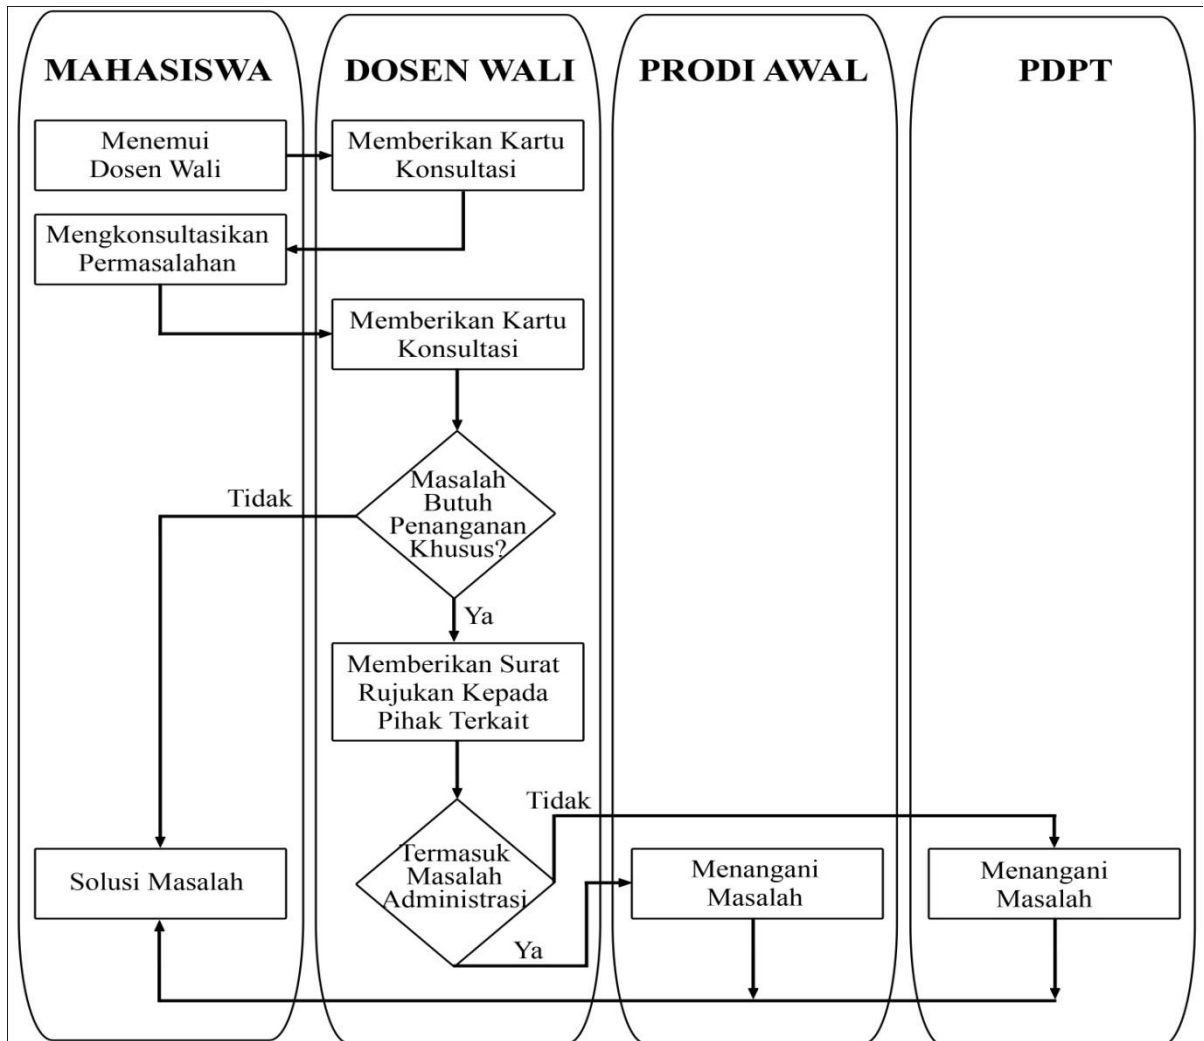 MAHASISWA
DOSEN WALI
PRODI AWAL
PDPT
Menemui
Dosen Wali
Memberikan Kartu
Konsultasi
Mengkonsultasikan
Permasalahan
Memberikan Kartu
Konsultasi
Masalah
Butuh
Penanganan
Khusus?
Tidak
Ya
Memberikan Surat
Rujukan Kepada
Pihak Terkait
Termasuk
Masalah
Administrasi
Tidak
Ya
Solusi Masalah
Menangani
Masalah
Menangani
Masalah